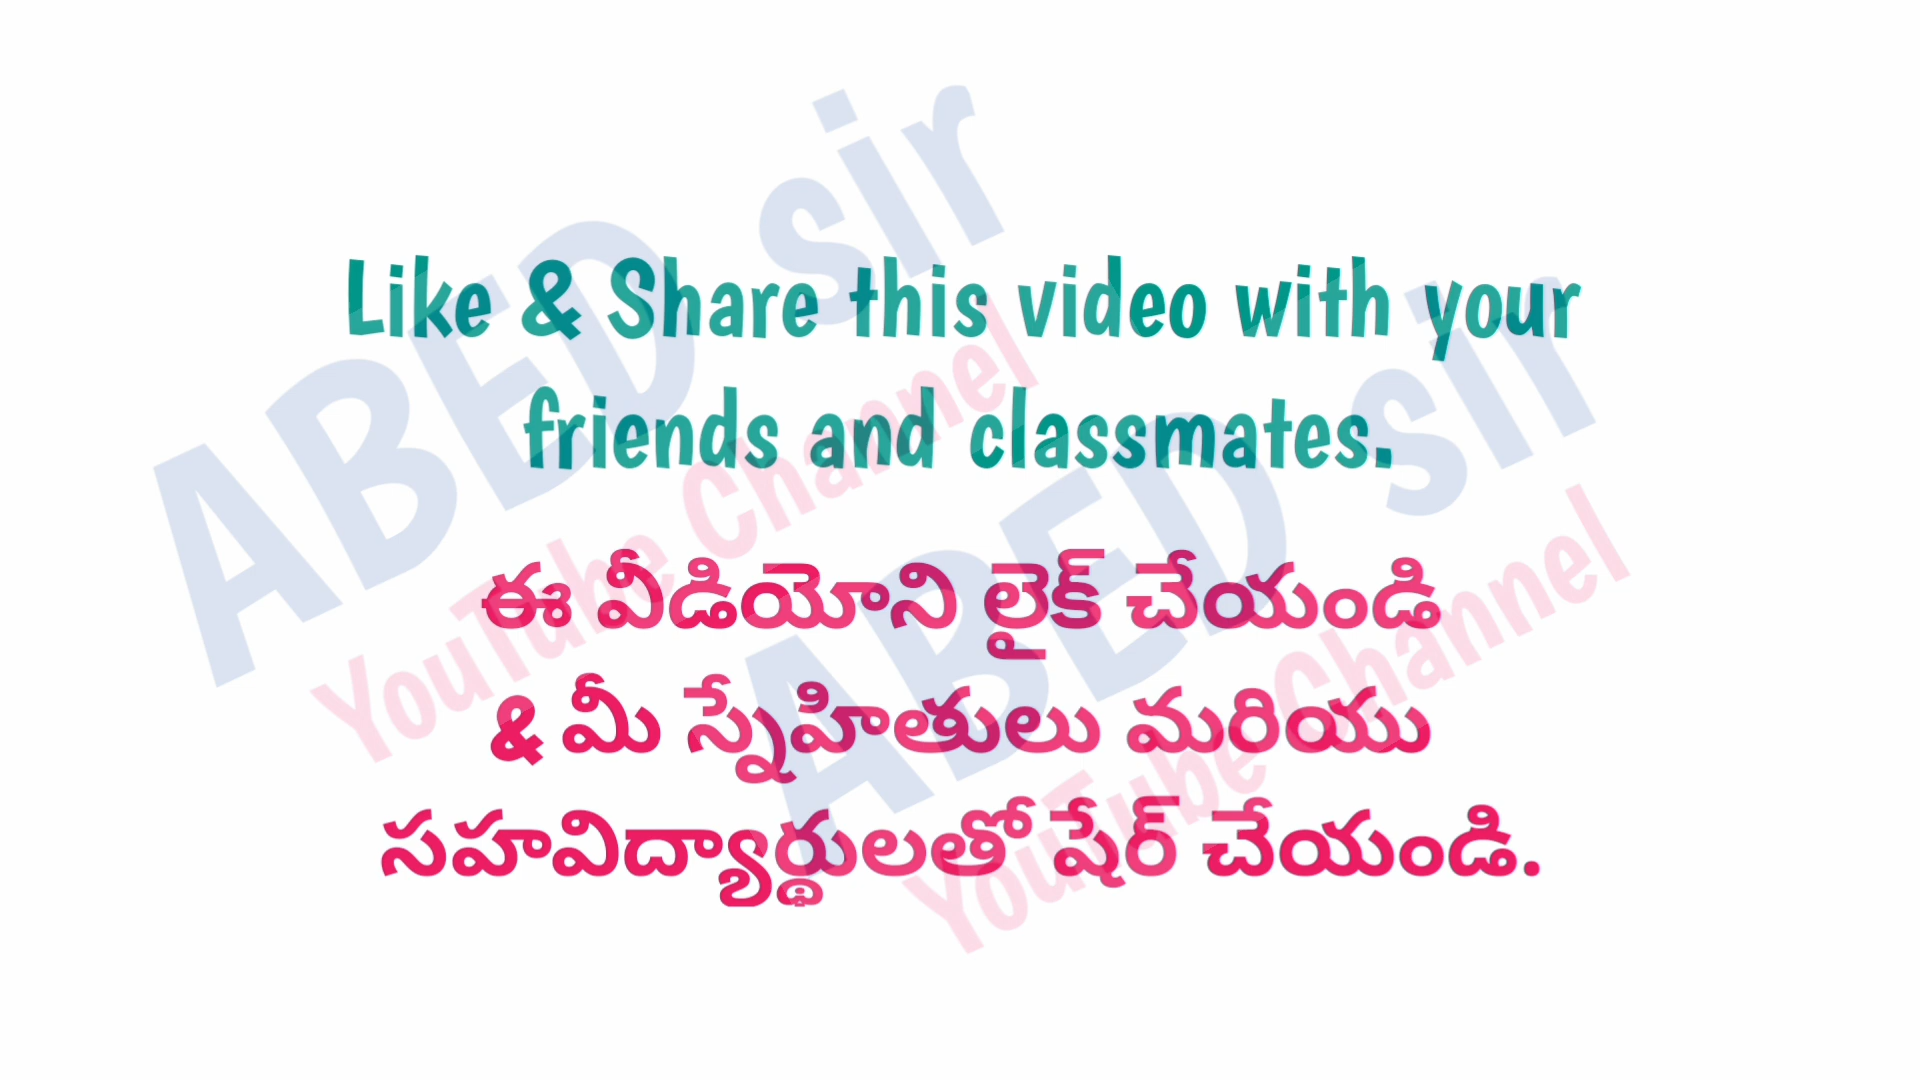 Like & Share this video with your
friends and classmates.
ఈ వీడియోని లైక్ చేయండి
& మీ స్నేహితులు మరియు
సహవిద్యార్థులతో షేర్ చేయండి.
ABED sir
YouTube Channel
ABED sir
YouTube Channel